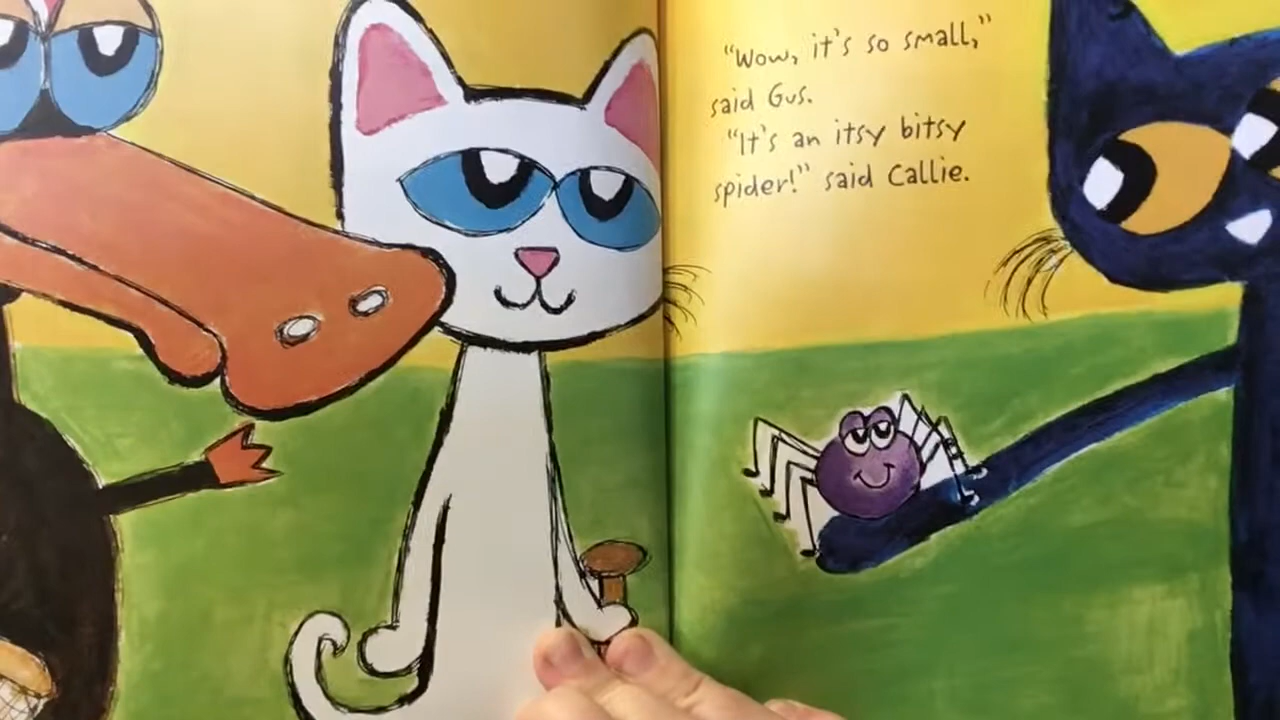 “Wow, it's so small,”
said Gus.
“It's an itsy bitsy
spider!” said Callie.